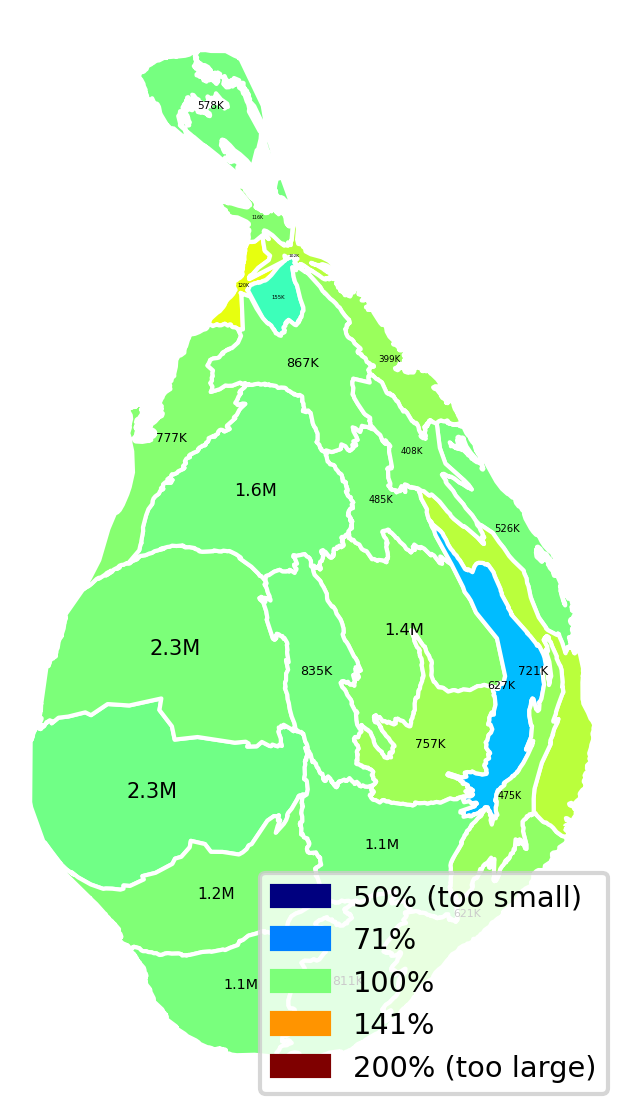 578K
116K
152K
120K
155K
867K
399K
777K
408K
1.6M
485K
526K
1.4M
2.3M
835K
721K
627K
757K
2.3M
475K
1.1M
1.2M
621K
811K
1.1M
50% (too small)
71%
100%
141%
200% (too large)